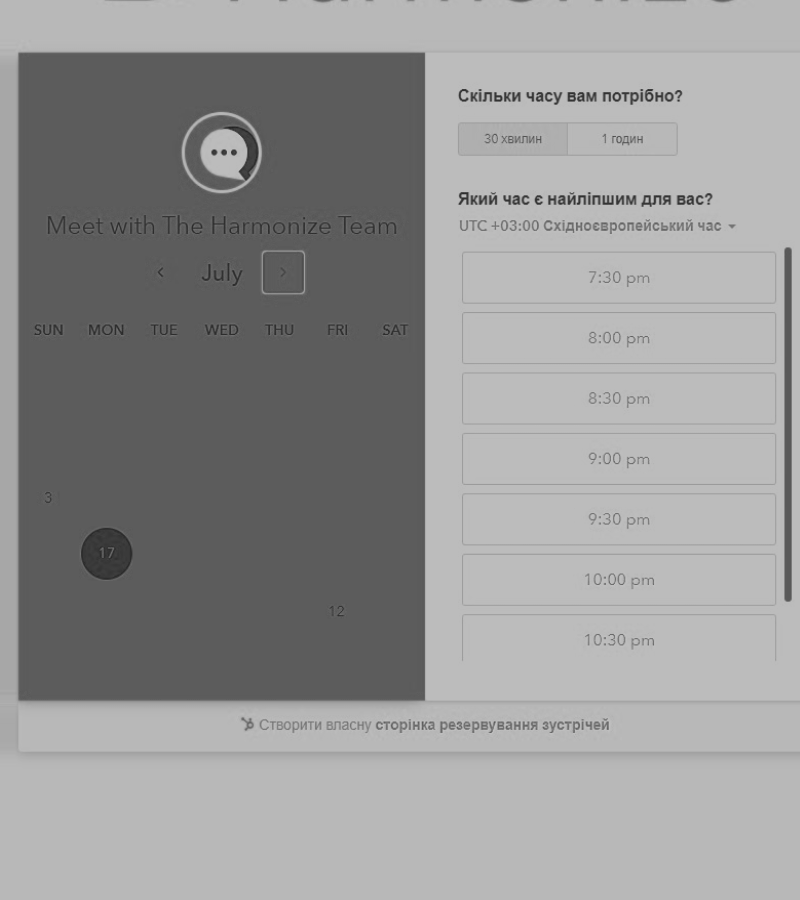 Meet with The Harmonize Team
July
SUN MON TUE WED THU FRI SAT
3
17
12
Скільки часу вам потрібно?
30 хвилин 1 годин
Який час є найліпшим для вас?
UTC +03:00 Східноєвропейський час
7:30 pm
8:00 pm
8:30 pm
9:00 pm
9:30 pm
10:00 pm
10:30 pm
Створити власну сторінка резервування зустрічей